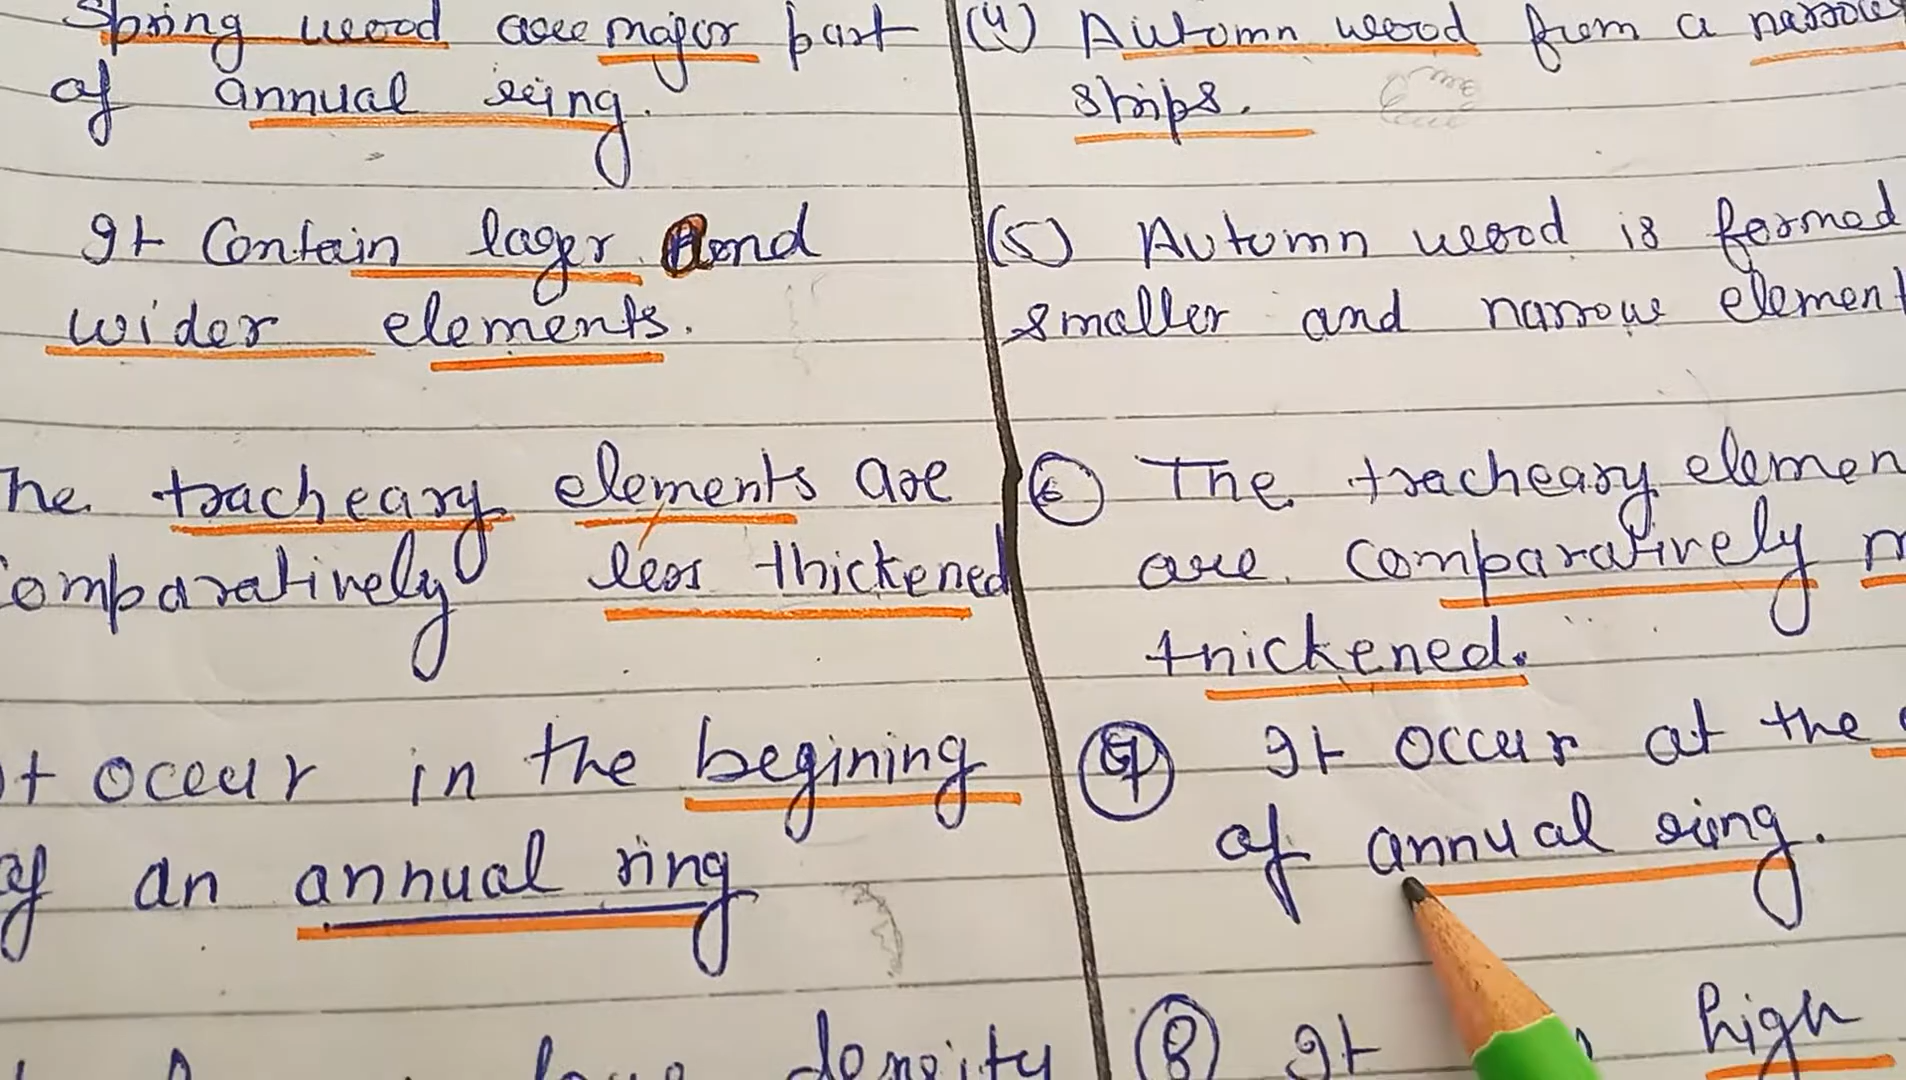 Spring wood are major part
of annual ring.
It Contain lager and
wider elements.
The tracheary elements are
Comparatively less thickened
It occur in the begining
of an annual ring
low density
(4) Autumn wood from a narrow
strips.
(5) Autumn wood is formed
smaller and narrow element
6 The tracheary elemen
are comparatively m
thickened.
7 It occur at the
of annual ring.
8 It high